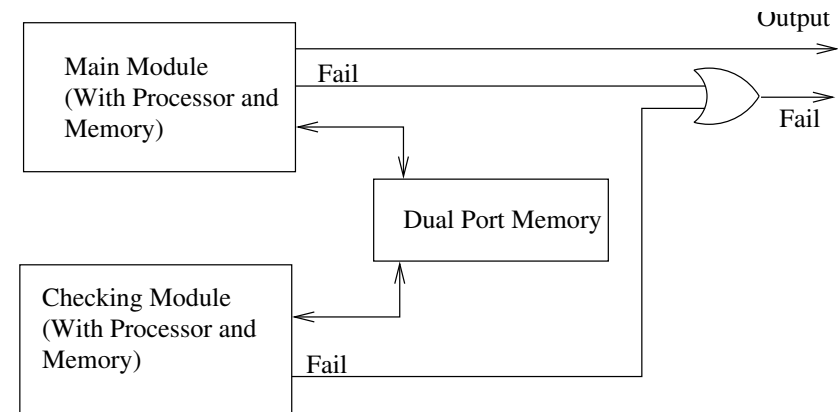 Output
Main Module
(With Processor and
Memory)
Fail
Fail
Dual Port Memory
Checking Module
(With Processor and
Memory)
Fail